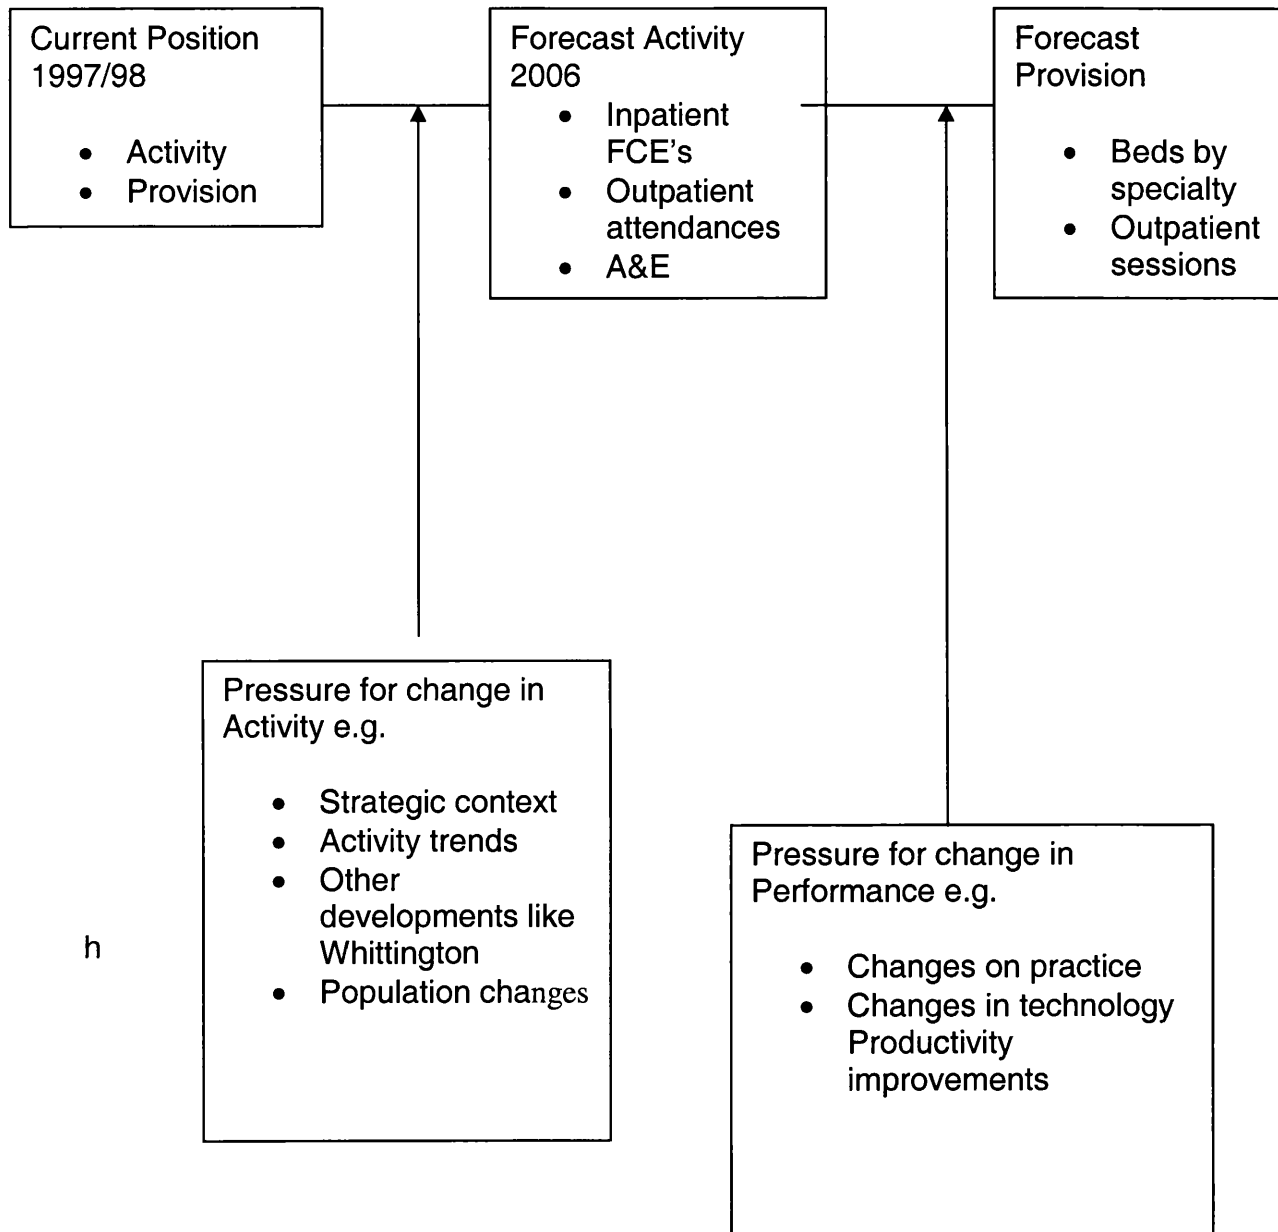 Current Position
1997/98
• Activity
• Provision
Forecast Activity
2006
• Inpatient
FCE's
• Outpatient
attendances
• A&E
Forecast
Provision
• Beds by
specialty
• Outpatient
sessions
Pressure for change in
Activity e.g.
• Strategic context
• Activity trends
• Other
developments like
Whittington
• Population changes
h
Pressure for change in
Performance e.g.
• Changes on practice
• Changes in technology
Productivity
improvements